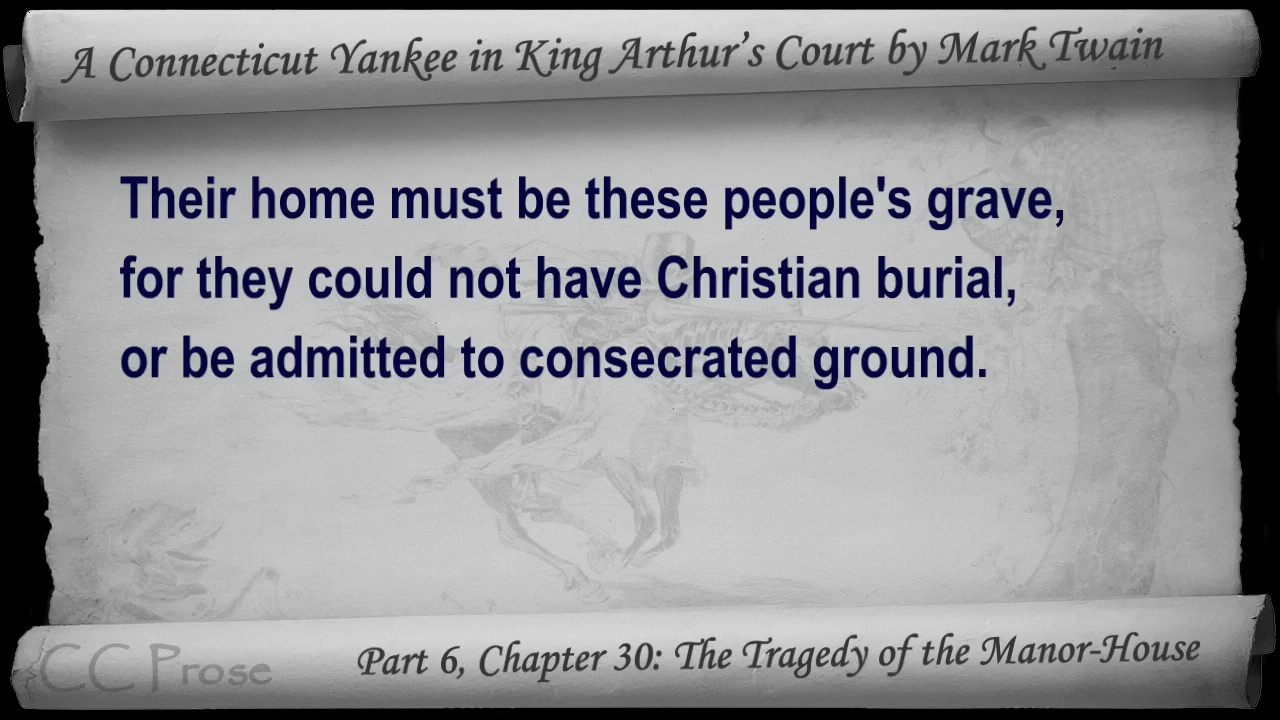 A Connecticut Yankee in King Arthur's Court by Mark Twain
Their home must be these people's grave,
for they could not have Christian burial,
or be admitted to consecrated ground.
CC Prose
Part 6, Chapter 30: The Tragedy of the Manor-House